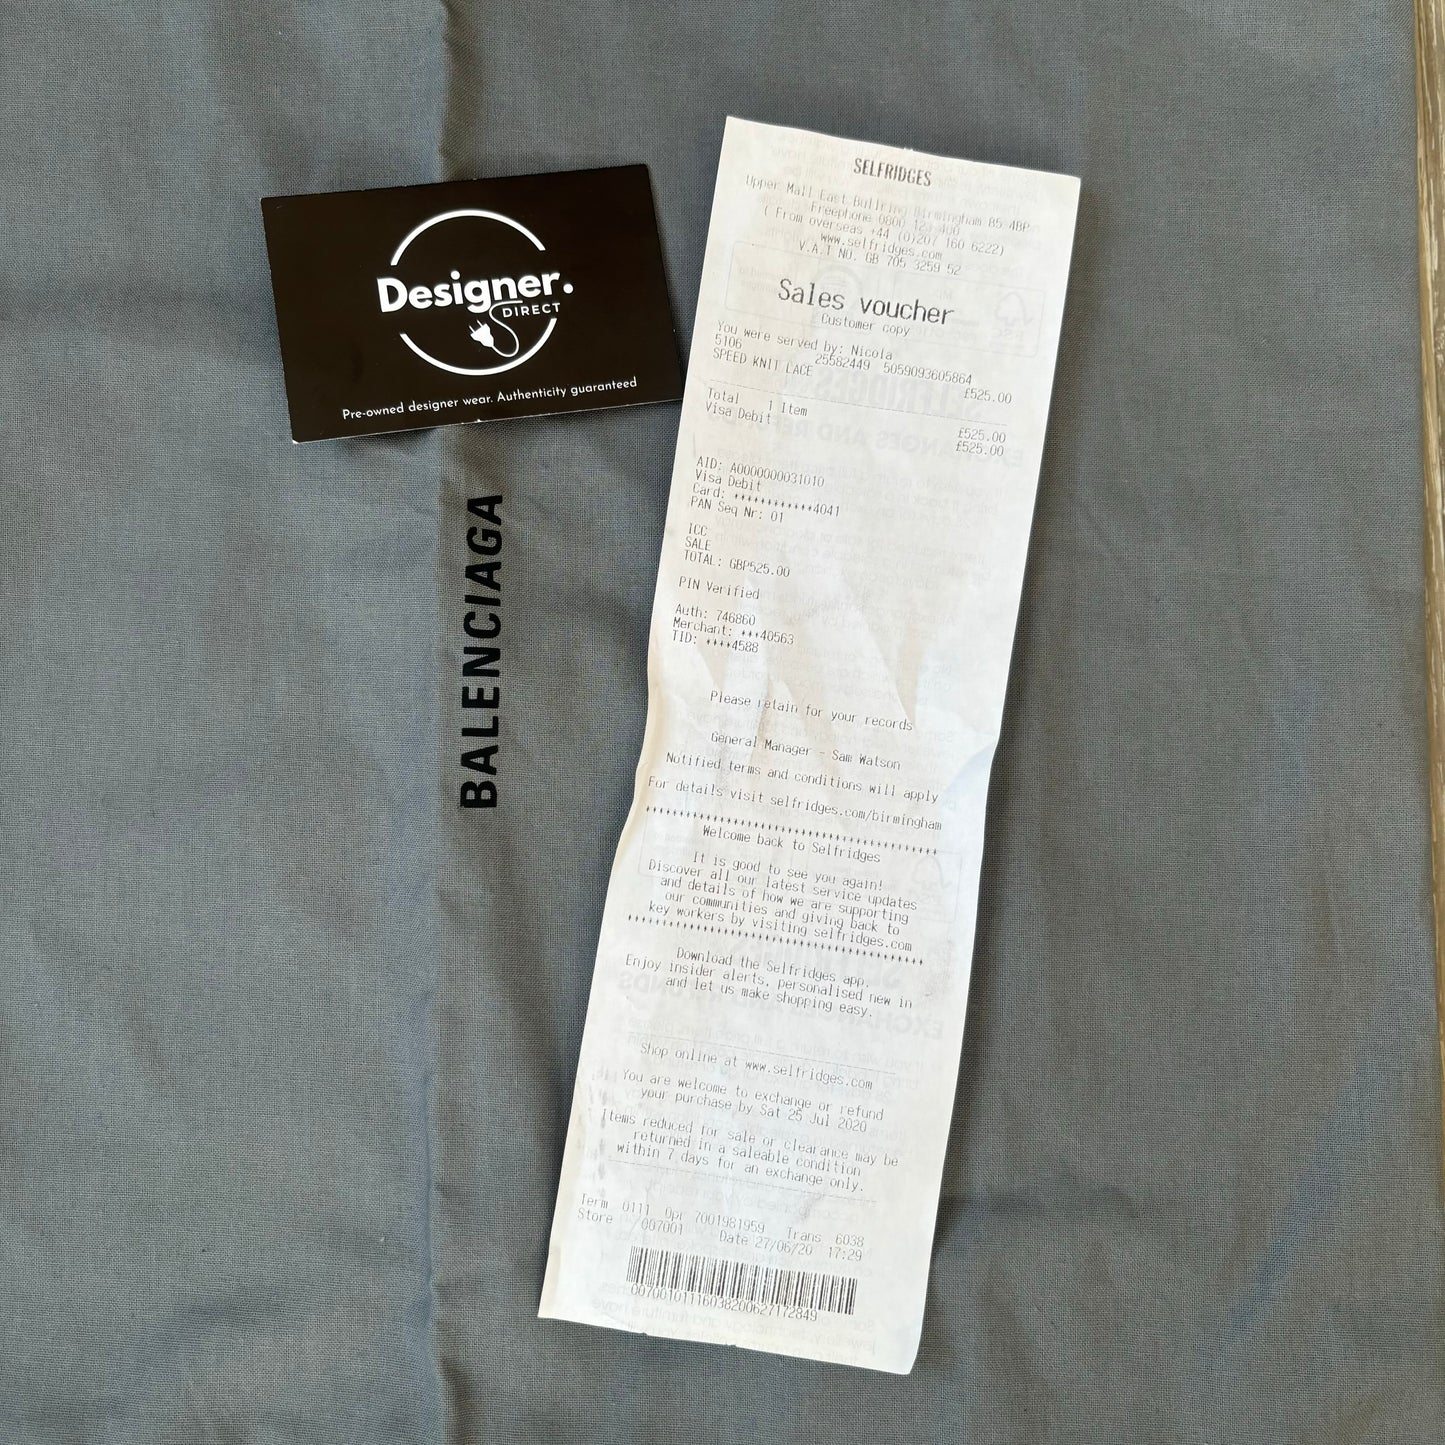 Designer.
DIRECT
Pre-owned designer wear. Authenticity guaranteed
BALENCIAGA
SELFRIDGES
Upper Mall East Bullring Birmingham B5 4BP
Freephone 0800 123 400
( From overseas +44 (0)207 160 6222)
www.selfridges.com
V.A.T NO. GB 705 3259 52
Sales voucher
Customer copy
You were served by: Nicola
5106 25582449 5059093605864
SPEED KNIT LACE £525.00
Total 1 Item £525.00
Visa Debit £525.00
AID: A0000000031010
Visa Debit
Card: ************4041
PAN Seq Nr: 01
ICC
SALE
TOTAL: GBP525.00
PIN Verified
Auth: 746860
Merchant: ***40563
TID: ****4588
Please retain for your records
General Manager - Sam Watson
Notified terms and conditions will apply
For details visit selfridges.com/birmingham
Welcome back to Selfridges
It is good to see you again!
Discover all our latest service updates
and details of how we are supporting
our communities and giving back to
key workers by visiting selfridges.com
Download the Selfridges app.
Enjoy insider alerts, personalised new in
and let us make shopping easy.
Shop online at www.selfridges.com
You are welcome to exchange or refund
your purchase by Sat 25 Jul 2020
Items reduced for sale or clearance may be
returned in a saleable condition
within 7 days for an exchange only.
Term 0111 Opr 7001981959 Trans 6038
Store 007001 Date 27/06/20 17:29
0070010111603820062717​2849